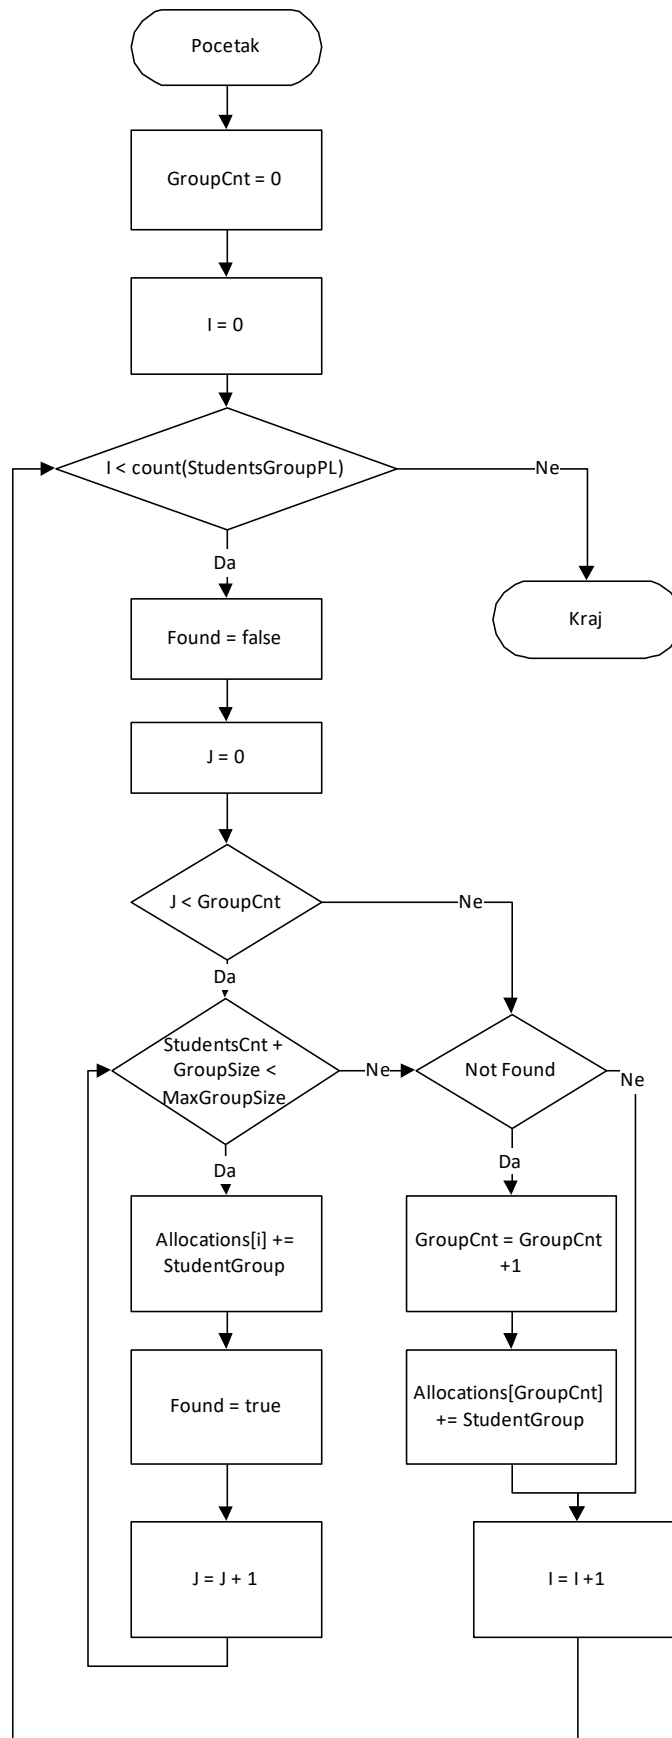 Pocetak
GroupCnt = 0
I = 0
I < count(StudentsGroupPL)
Ne
Da
Kraj
Found = false
J = 0
J < GroupCnt
Ne
Da
StudentsCnt +
GroupSize <
MaxGroupSize
Ne
Not Found
Ne
Da
Da
Allocations[i] +=
StudentGroup
GroupCnt = GroupCnt
+1
Found = true
Allocations[GroupCnt]
+= StudentGroup
J = J + 1
I = I +1